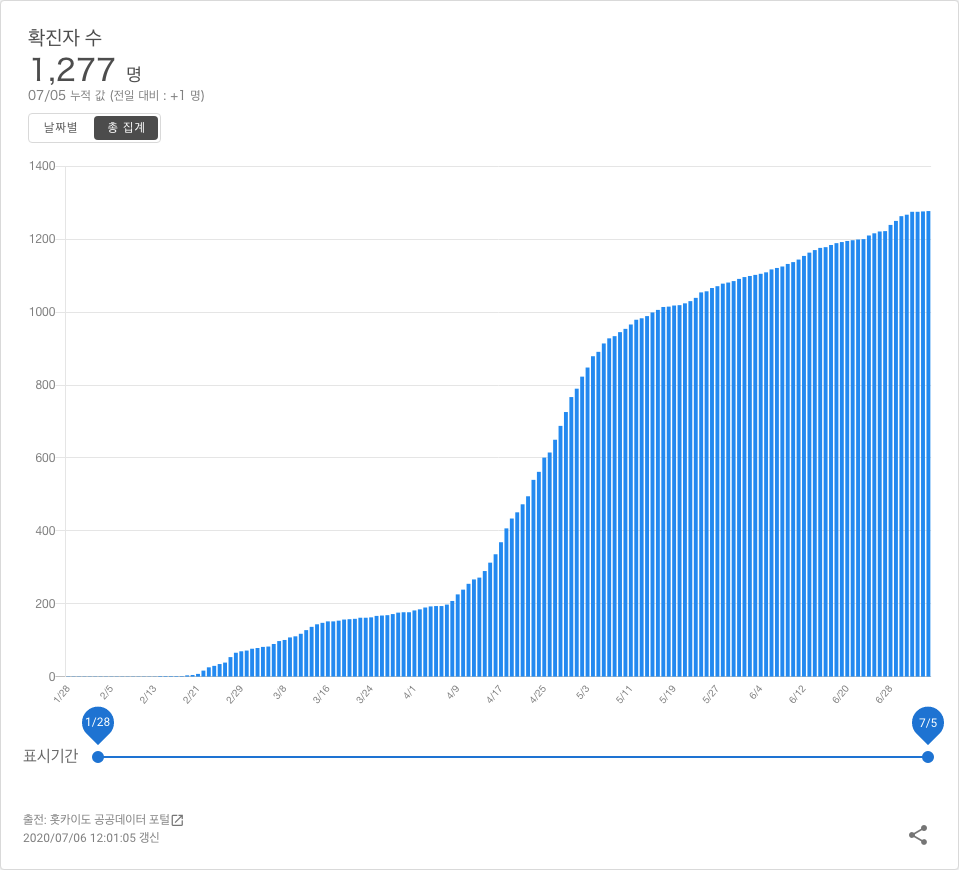 확진자 수
1,277 명
07/05 누적 값 (전일 대비 : +1 명)
날짜별 총 집계
1400
1200
1000
800
600
400
200
0
1/28 2/5 2/13 2/21 2/29 3/8 3/16 3/24 4/1 4/9 4/17 4/25 5/3 5/11 5/19 5/27 6/4 6/12 6/20 6/28
1/28 7/5
표시기간
출전: 홋카이도 공공데이터 포털
2020/07/06 12:01:05 갱신